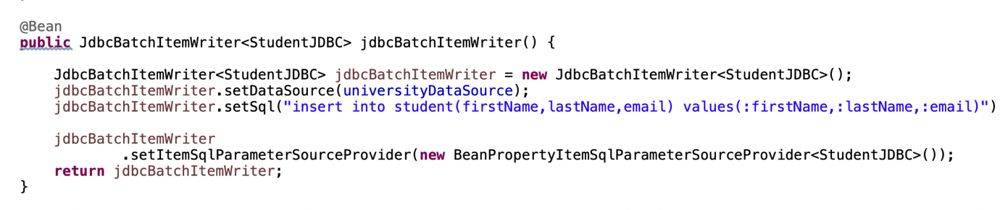 @Bean
public JdbcBatchItemWriter<StudentJDBC> jdbcBatchItemWriter() {
JdbcBatchItemWriter<StudentJDBC> jdbcBatchItemWriter = new JdbcBatchItemWriter<StudentJDBC>();
jdbcBatchItemWriter.setDataSource(universityDataSource);
jdbcBatchItemWriter.setSql("insert into student(firstName,lastName,email) values(:firstName,:lastName,:email)")
jdbcBatchItemWriter
.setItemSqlParameterSourceProvider(new BeanPropertyItemSqlParameterSourceProvider<StudentJDBC>());
return jdbcBatchItemWriter;
}